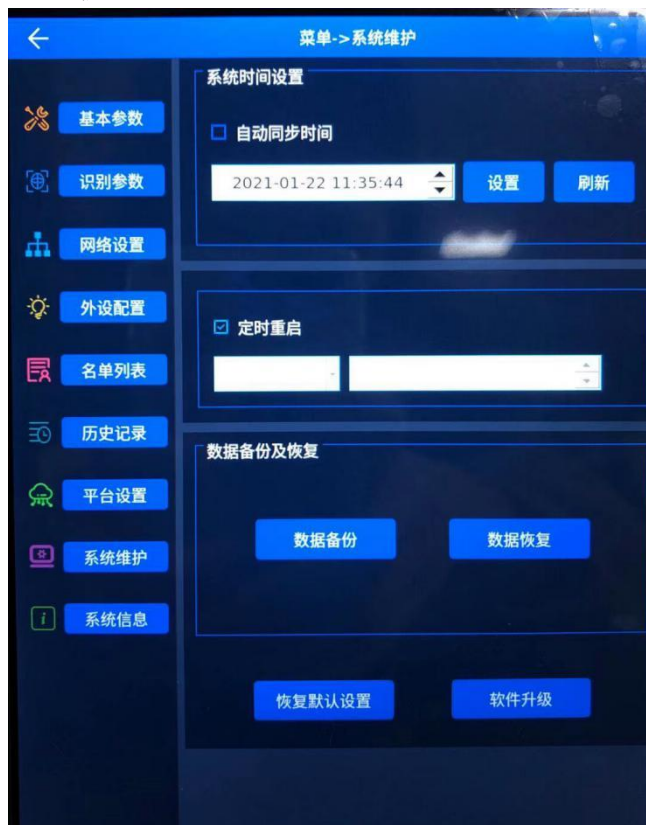 菜单->系统维护
基本参数
识别参数
网络设置
外设配置
名单列表
历史记录
平台设置
系统维护
系统信息
系统时间设置
自动同步时间
2021-01-22 11:35:44
设置
刷新
定时重启
数据备份及恢复
数据备份
数据恢复
恢复默认设置
软件升级